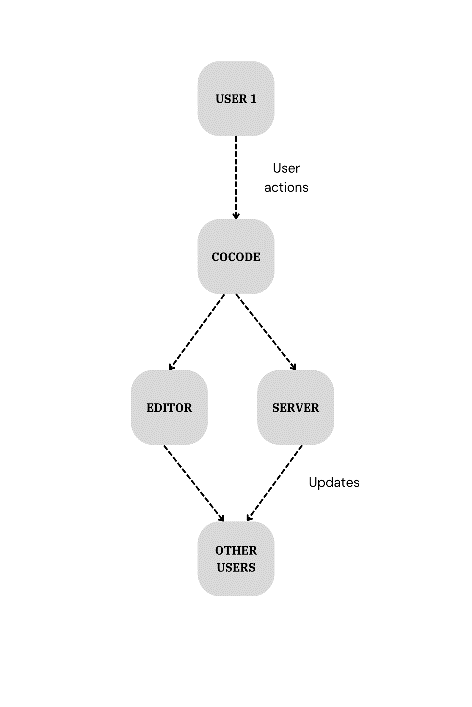 USER 1
User
actions
COCODE
EDITOR
SERVER
Updates
OTHER
USERS